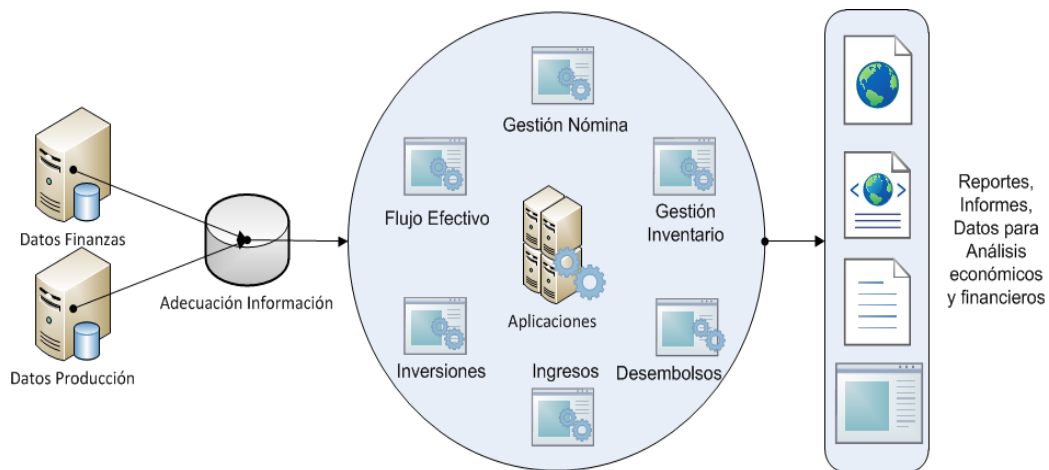 Datos Finanzas
Datos Producción
Adecuación Información
Gestión Nómina
Flujo Efectivo
Gestión
Inventario
Aplicaciones
Inversiones
Ingresos
Desembolsos
Reportes,
Informes,
Datos para
Análisis
económicos
y financieros